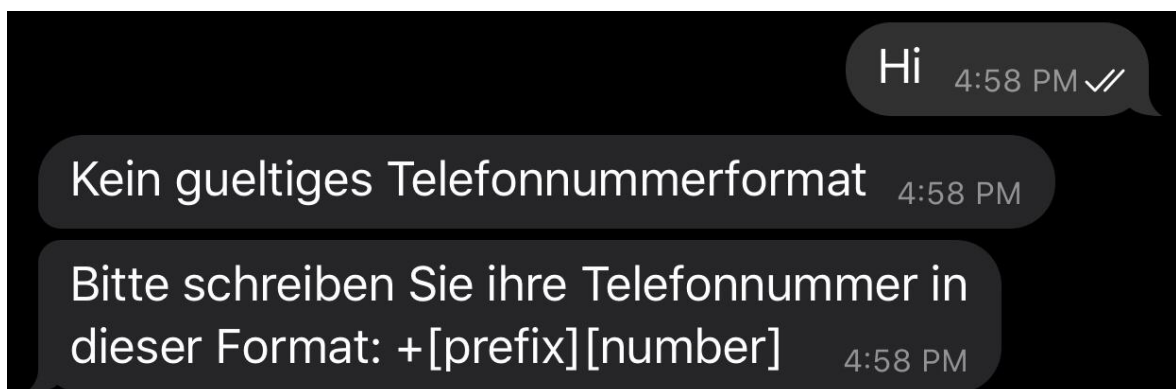 Hi 4:58 PM
Kein gueltiges Telefonnummerformat 4:58 PM
Bitte schreiben Sie ihre Telefonnummer in
dieser Format: +[prefix][number] 4:58 PM